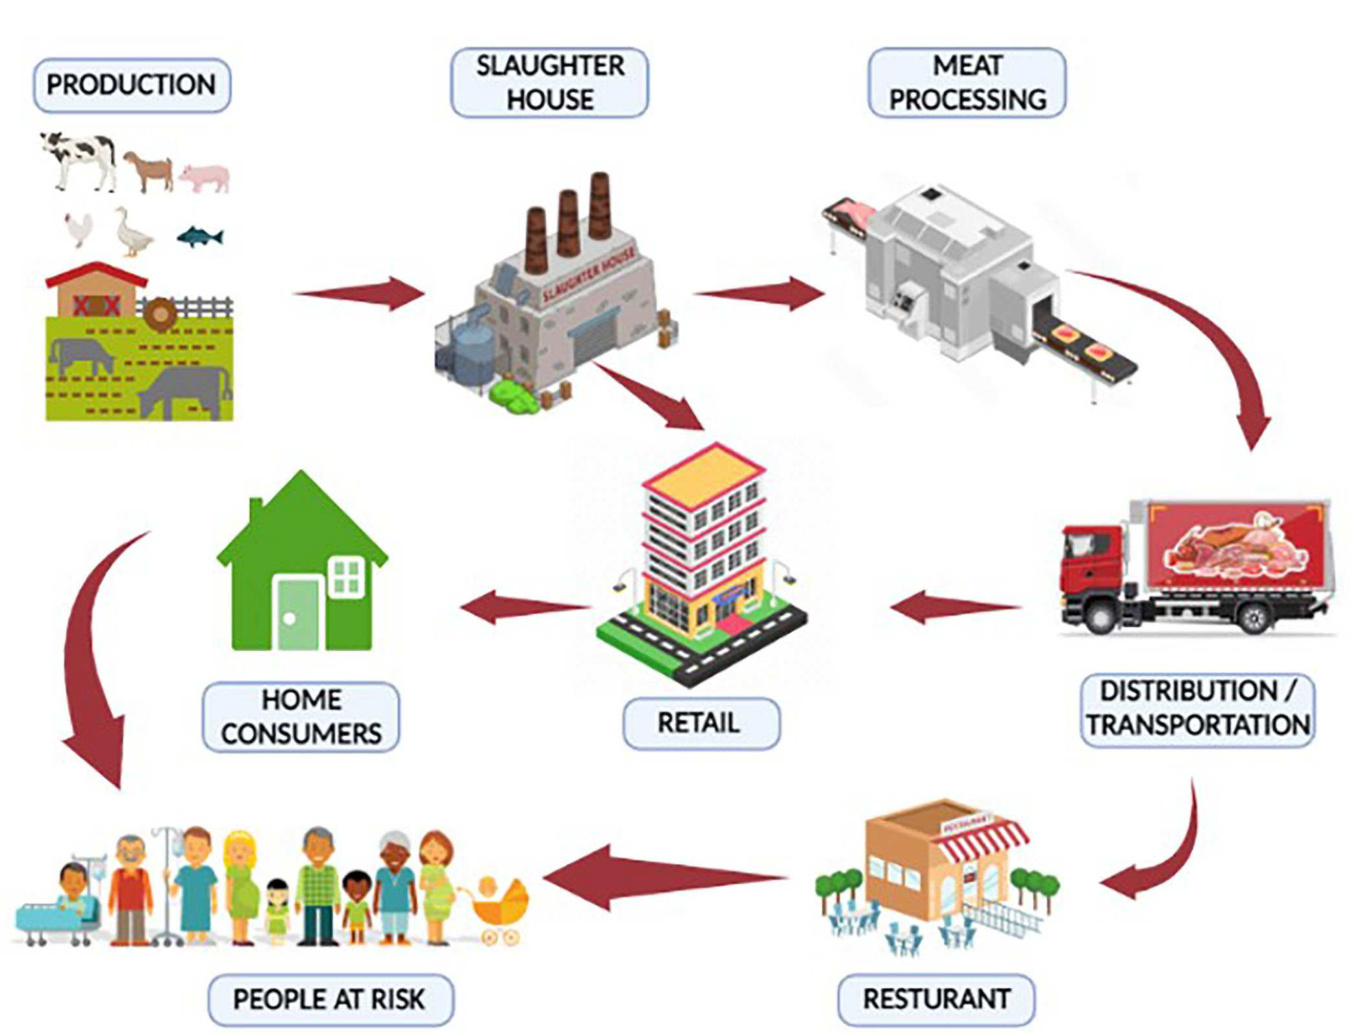 PRODUCTION
SLAUGHTER
HOUSE
MEAT
PROCESSING
SLAUGHTER HOUSE
HOME
CONSUMERS
RETAIL
DISTRIBUTION /
TRANSPORTATION
RESTAURANT
PEOPLE AT RISK
RESTURANT